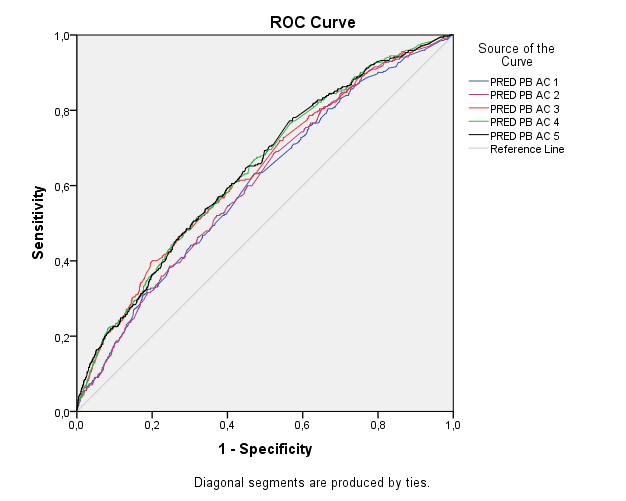 ROC Curve
Source of the
Curve
PRED PB AC 1
PRED PB AC 2
PRED PB AC 3
PRED PB AC 4
PRED PB AC 5
Reference Line
Sensitivity
1,0
0,8
0,6
0,4
0,2
0,0
0,0 0,2 0,4 0,6 0,8 1,0
1 - Specificity
Diagonal segments are produced by ties.